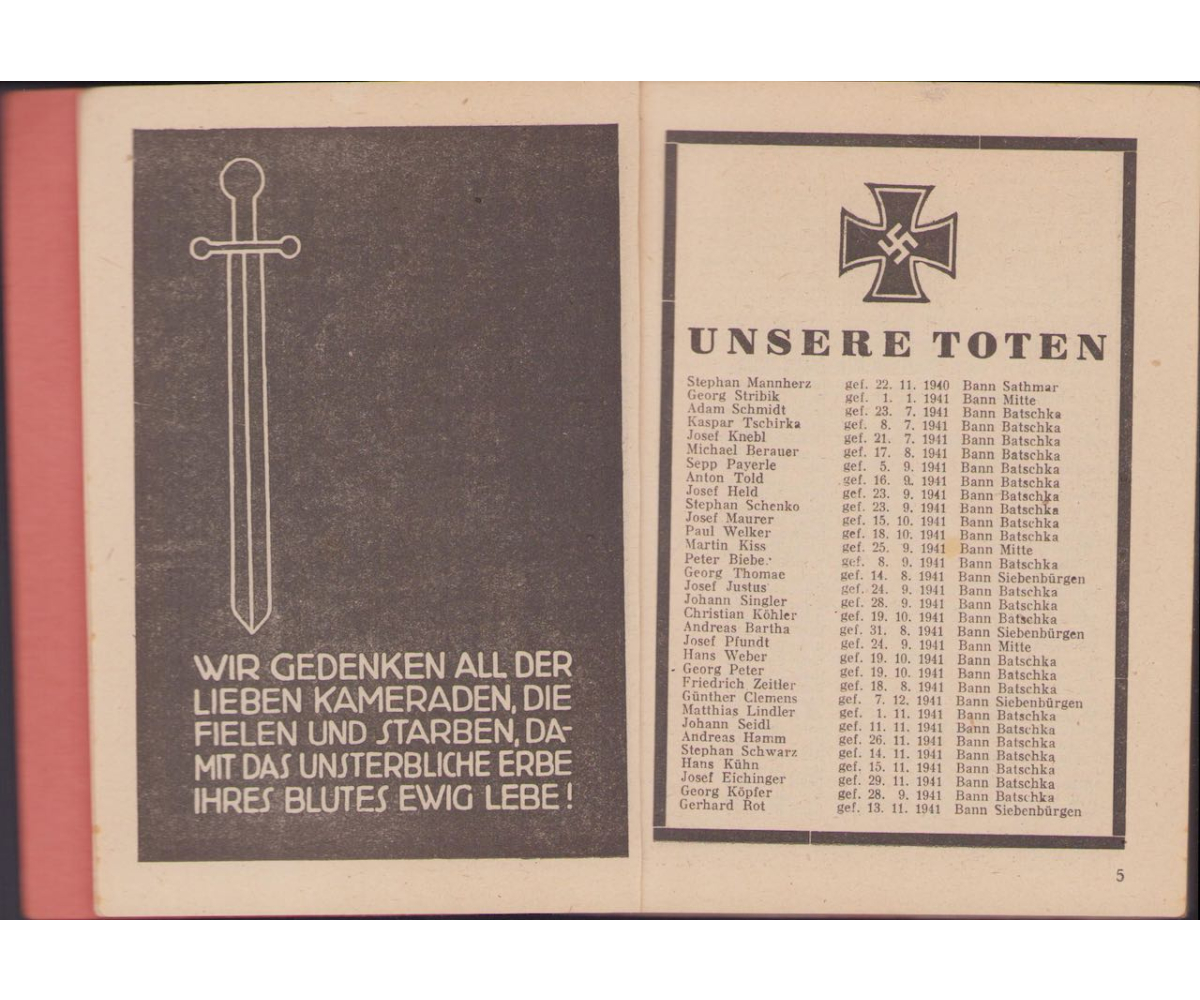 WIR GEDENKEN ALL DER
LIEBEN KAMERADEN, DIE
FIELEN UND STARBEN, DA-
MIT DAS UNSTERBLICHE ERBE
IHRES BLUTES EWIG LEBE!
UNSERE TOTEN
Stephan Mannherz gef. 22. 11. 1940 Bann Sathmar
Georg Stribik gef. 1. 1. 1941 Bann Mitte
Adam Schmidt gef. 23. 7. 1941 Bann Batschka
Kaspar Tschirka gef. 8. 7. 1941 Bann Batschka
Josef Knebl gef. 21. 7. 1941 Bann Batschka
Michael Berauer gef. 17. 8. 1941 Bann Batschka
Sepp Payerle gef. 5. 9. 1941 Bann Batschka
Anton Told gef. 16. 9. 1941 Bann Batschka
Josef Held gef. 23. 9. 1941 Bann Batschka
Stephan Schenko gef. 23. 9. 1941 Bann Batschka
Josef Maurer gef. 15. 10. 1941 Bann Batschka
Paul Welker gef. 18. 10. 1941 Bann Batschka
Martin Kiss gef. 25. 9. 1941 Bann Mitte
Peter gef. 8. 9. 1941 Bann Batschka
Georg Thomae gef. 14. 8. 1941 Bann Siebenbürgen
Josef Justus gef. 24. 9. 1941 Bann Batschka
Johann Singler gef. 28. 9. 1941 Bann Batschka
Christian Köhler gef. 19. 10. 1941 Bann Batschka
Andreas Bartha gef. 31. 8. 1941 Bann Siebenbürgen
Josef Pfundt gef. 24. 9. 1941 Bann Mitte
Hans Weber gef. 19. 10. 1941 Bann Batschka
Georg Peter gef. 19. 10. 1941 Bann Batschka
Friedrich Zeitler gef. 18. 8. 1941 Bann Batschka
Günther Clemens gef. 7. 12. 1941 Bann Siebenbürgen
Matthias Lindler gef. 1. 11. 1941 Bann Batschka
Johann Seidl gef. 11. 11. 1941 Bann Batschka
Andreas Hamm gef. 26. 11. 1941 Bann Batschka
Stephan Schwarz gef. 14. 11. 1941 Bann Batschka
Hans Kühn gef. 15. 11. 1941 Bann Batschka
Josef Eichinger gef. 29. 11. 1941 Bann Batschka
Georg Köpfer gef. 28. 9. 1941 Bann Batschka
Gerhard Rot gef. 13. 11. 1941 Bann Siebenbürgen
5